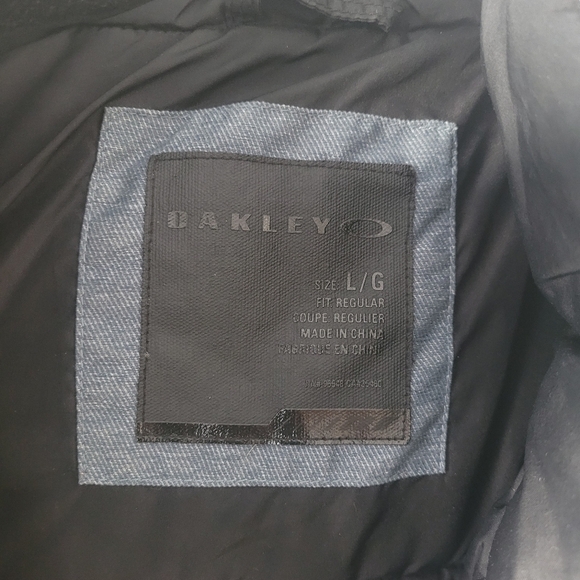 OAKLEY
SIZE L/G
FIT REGULAR
COUPE REGULIER
MADE IN CHINA
FABRIQUE EN CHINE